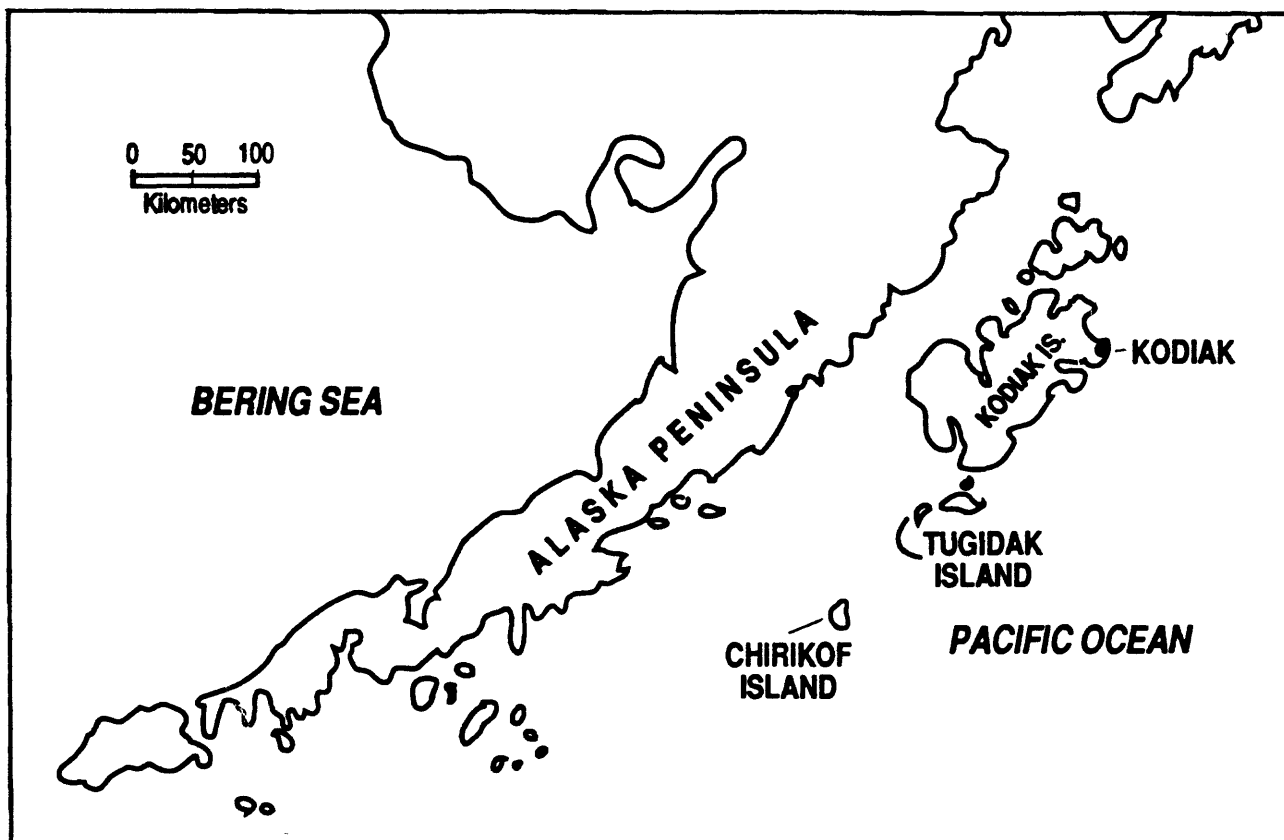 0 50 100
Kilometers
BERING SEA
ALASKA PENINSULA
KODIAK IS.
KODIAK
TUGIDAK
ISLAND
CHIRIKOF
ISLAND
PACIFIC OCEAN